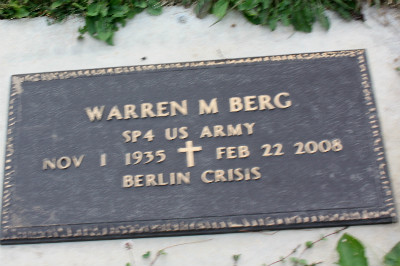 WARREN M BERG
SP4 US ARMY
NOV 1 1935 ✝ FEB 22 2008
BERLIN CRISIS